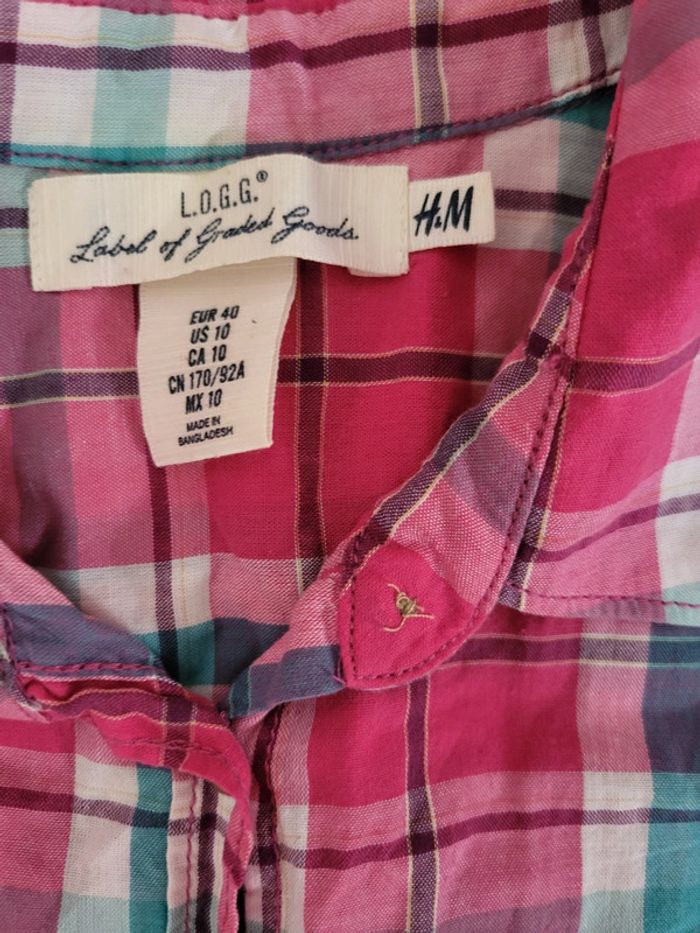 L.O.G.G.®
Label of Graded Goods.
H&M
EUR 40
US 10
CA 10
CN 170/92A
MX 10
MADE IN
BANGLADESH